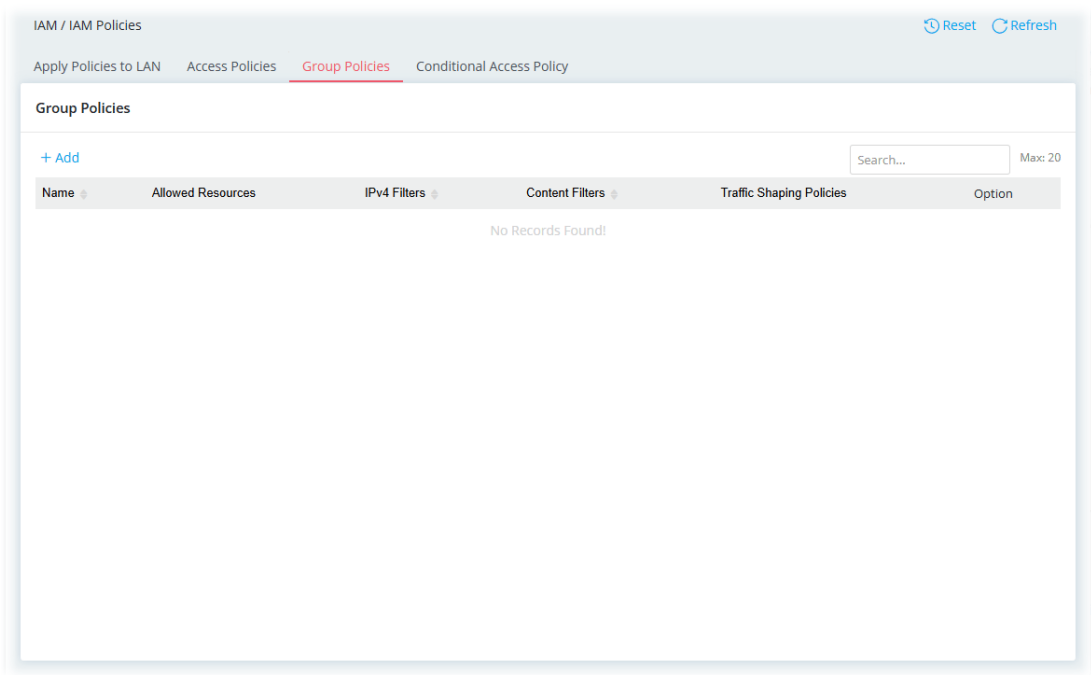 IAM / IAM Policies
Reset
Refresh
Apply Policies to LAN
Access Policies
Group Policies
Conditional Access Policy
Group Policies
+ Add
Search...
Max: 20
Name
Allowed Resources
IPv4 Filters
Content Filters
Traffic Shaping Policies
Option
No Records Found!